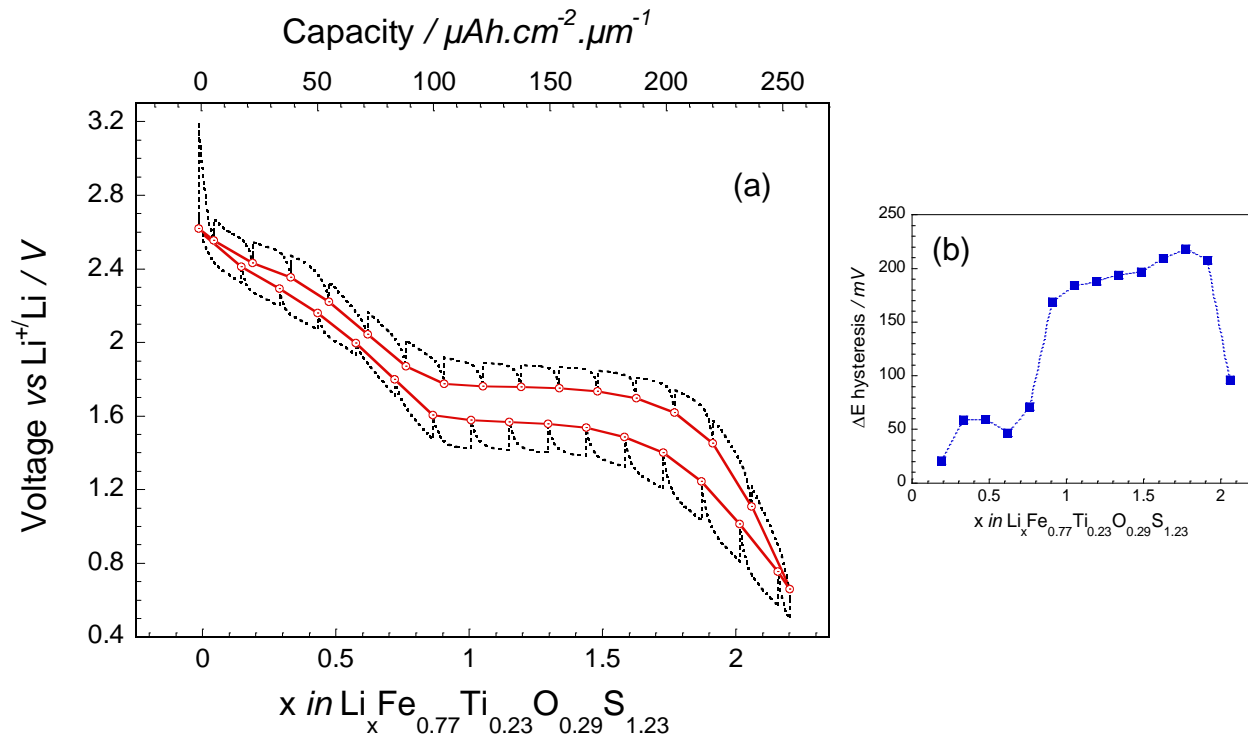 Capacity / µAh.cm-2.µm-1
0 50 100 150 200 250
3.2
2.8
2.4
2
1.6
1.2
0.8
0.4
Voltage vs Li+/Li / V
(a)
0 0.5 1 1.5 2
x in LixFe0.77Ti0.23O0.29S1.23
250
200
150
100
50
0
ΔE hysteresis / mV
(b)
0 0.5 1 1.5 2
x in LixFe0.77Ti0.23O0.29S1.23